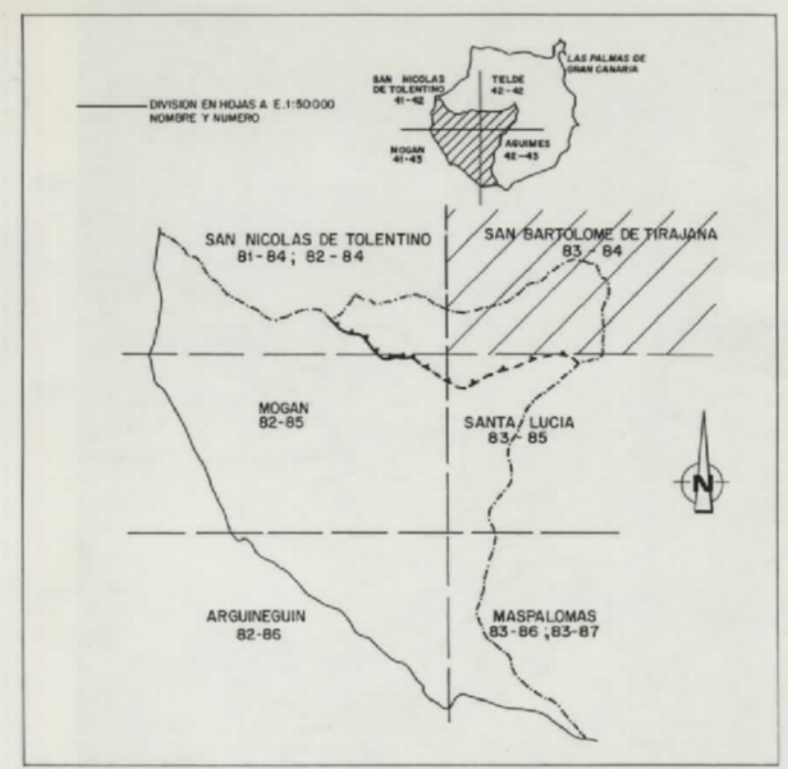 LAS PALMAS DE
GRAN CANARIA
SAN NICOLAS
DE TOLENTINO
41-42
TELDE
42-42
DIVISION EN HOJAS A E.1:50000
NOMBRE Y NUMERO
MOGAN
41-43
AGUIMES
42-43
SAN NICOLAS DE TOLENTINO
81-84 ; 82-84
SAN BARTOLOME DE TIRAJANA
83-84
MOGAN
82-85
SANTA LUCIA
83-85
N
ARGUINEGUIN
82-86
MASPALOMAS
83-86 ; 83-87